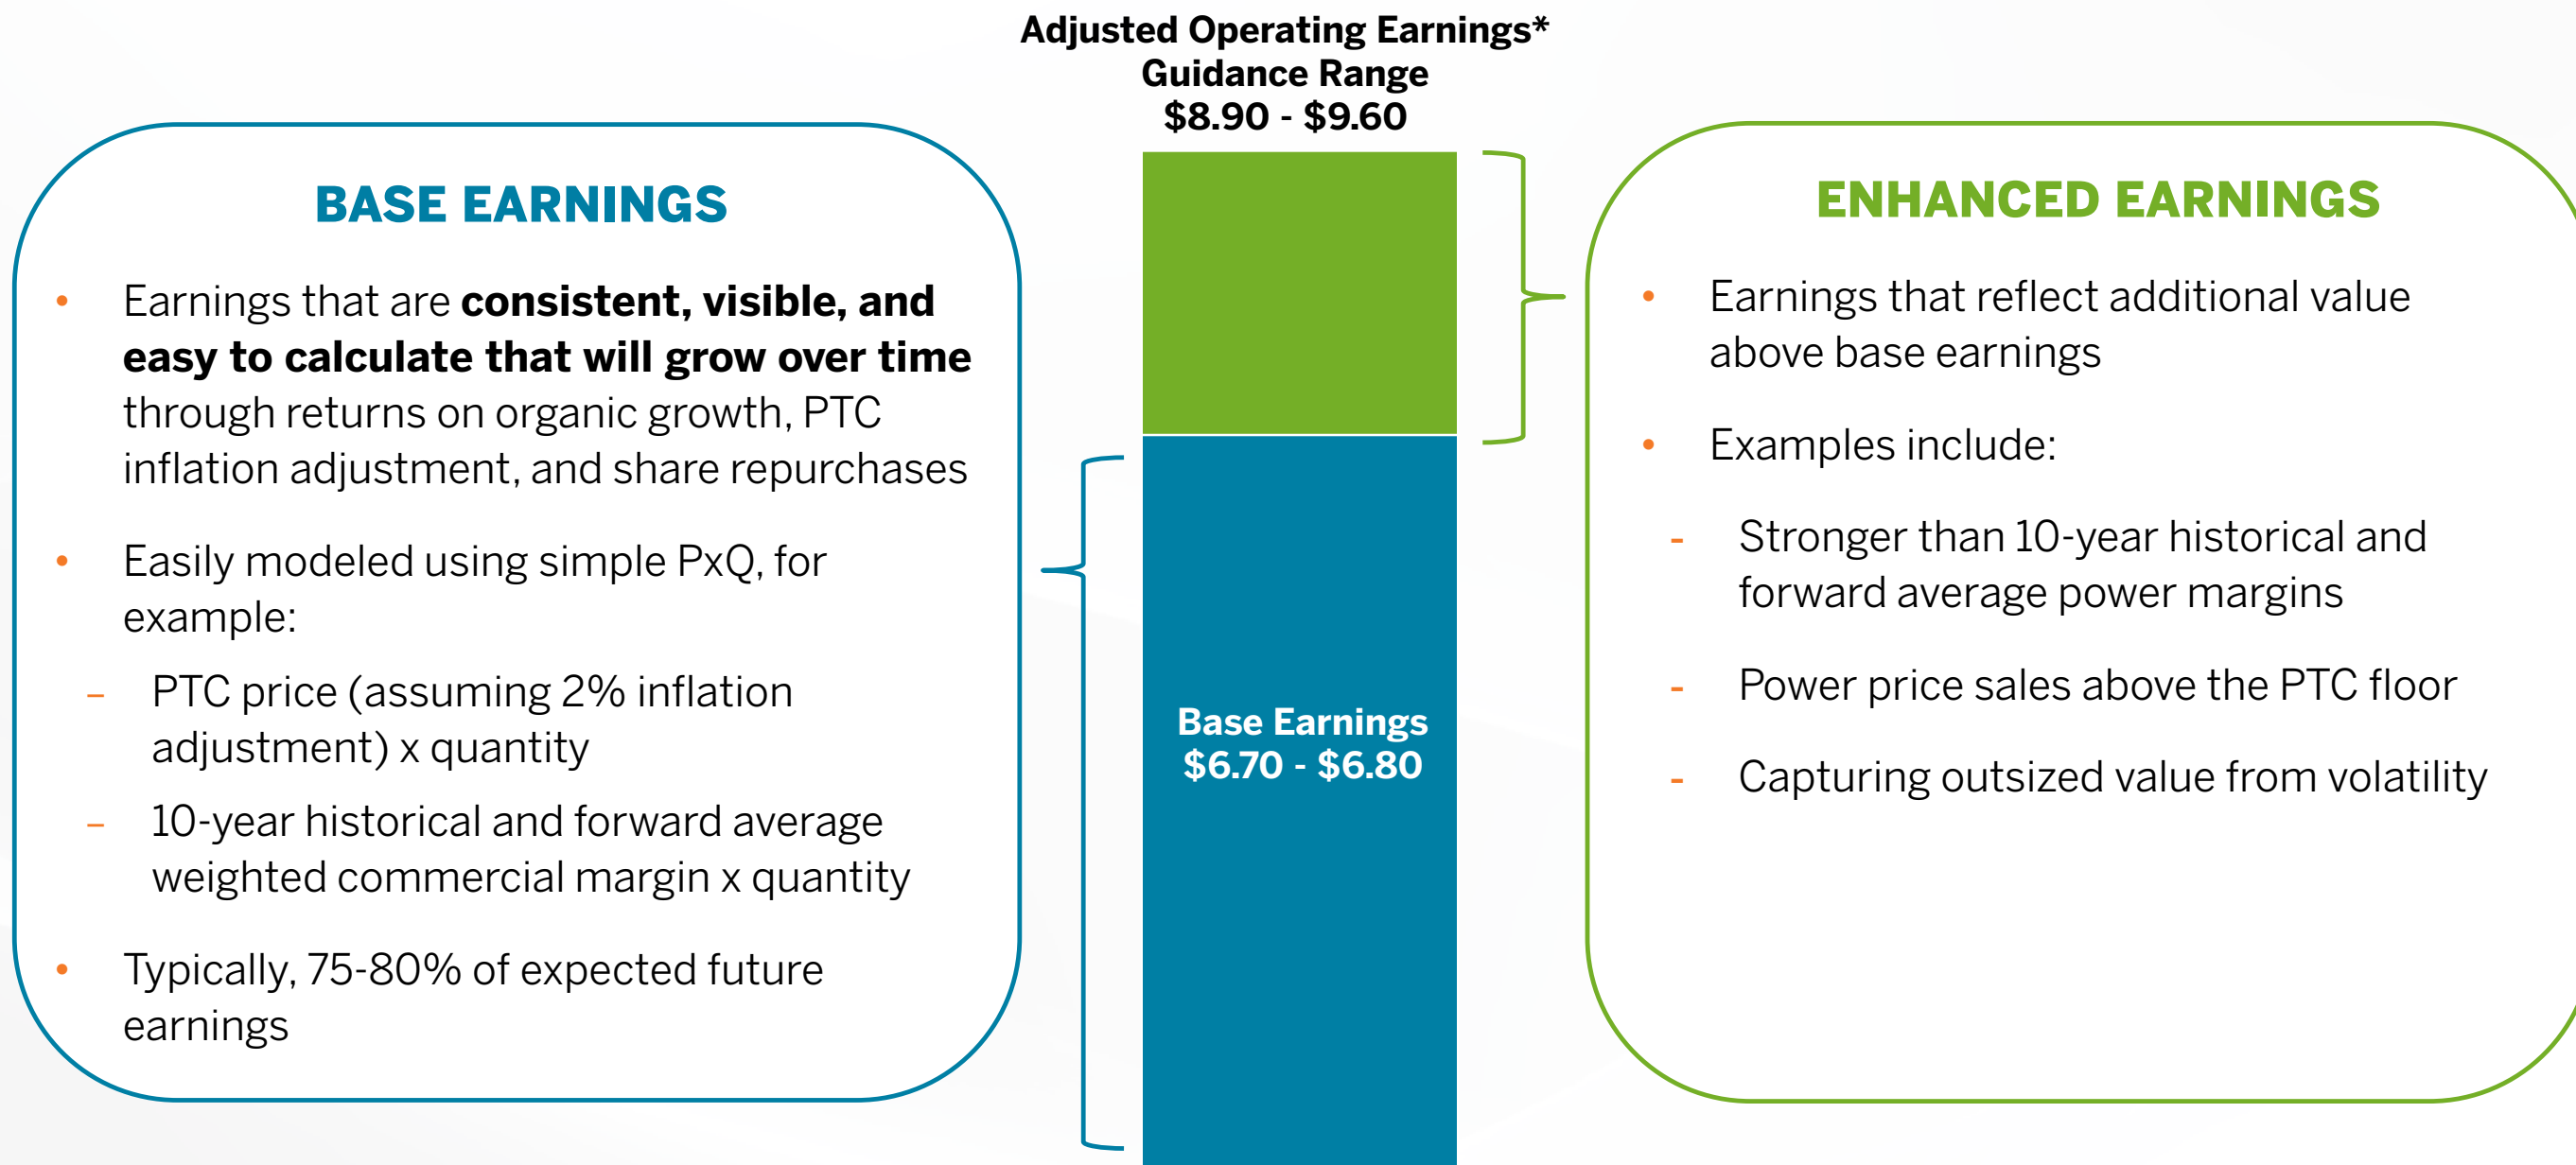 Adjusted Operating Earnings*
Guidance Range
$8.90 - $9.60
BASE EARNINGS
• Earnings that are consistent, visible, and
easy to calculate that will grow over time
through returns on organic growth, PTC
inflation adjustment, and share repurchases
• Easily modeled using simple PxQ, for
example:
– PTC price (assuming 2% inflation
adjustment) x quantity
– 10-year historical and forward average
weighted commercial margin x quantity
• Typically, 75-80% of expected future
earnings
Base Earnings
$6.70 - $6.80
ENHANCED EARNINGS
• Earnings that reflect additional value
above base earnings
• Examples include:
- Stronger than 10-year historical and
forward average power margins
- Power price sales above the PTC floor
- Capturing outsized value from volatility